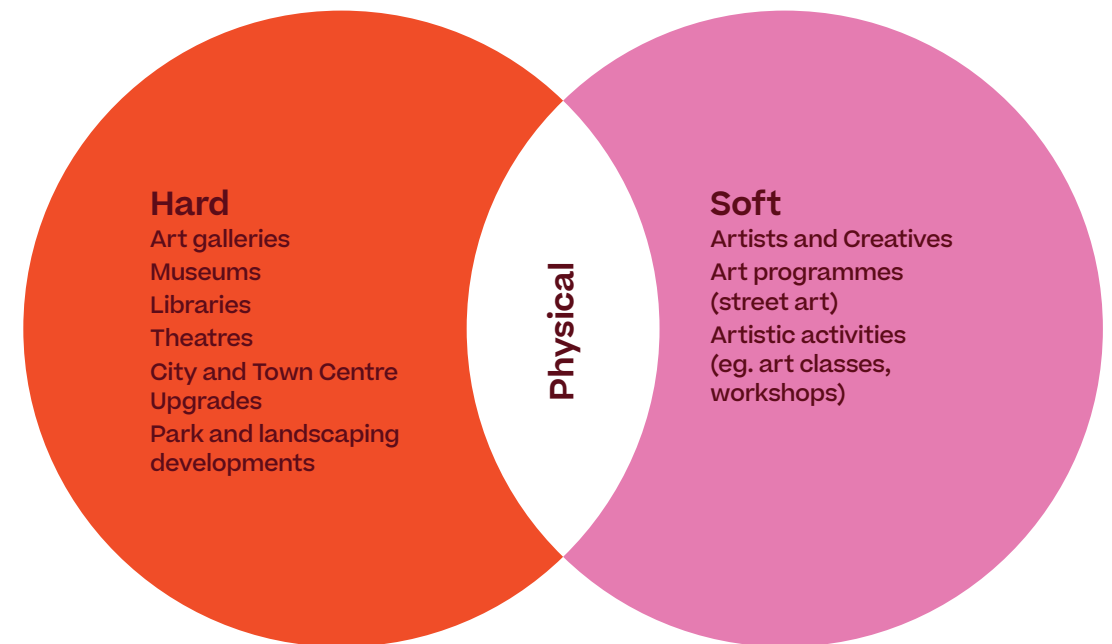 Hard
Art galleries
Museums
Libraries
Theatres
City and Town Centre
Upgrades
Park and landscaping
developments
Physical
Soft
Artists and Creatives
Art programmes
(street art)
Artistic activities
(eg. art classes,
workshops)